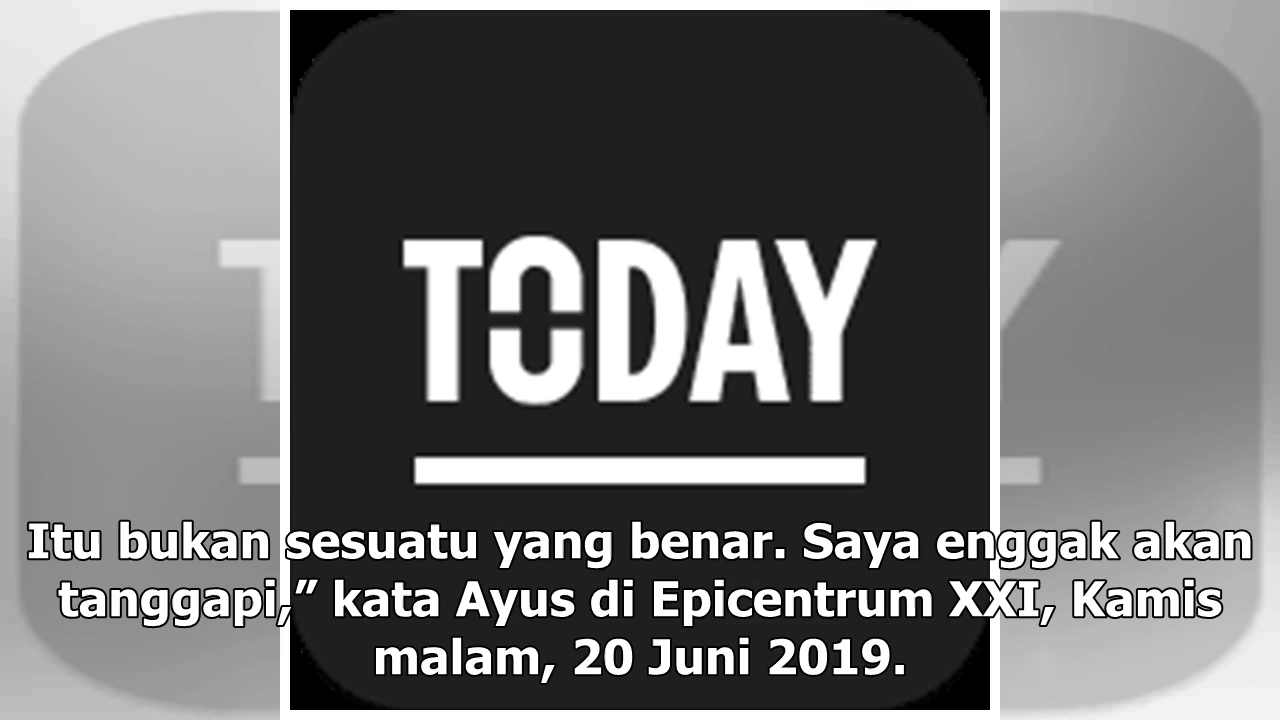 TODAY
Itu bukan sesuatu yang benar. Saya enggak akan
tanggapi,” kata Ayus di Epicentrum XXI, Kamis
malam, 20 Juni 2019.